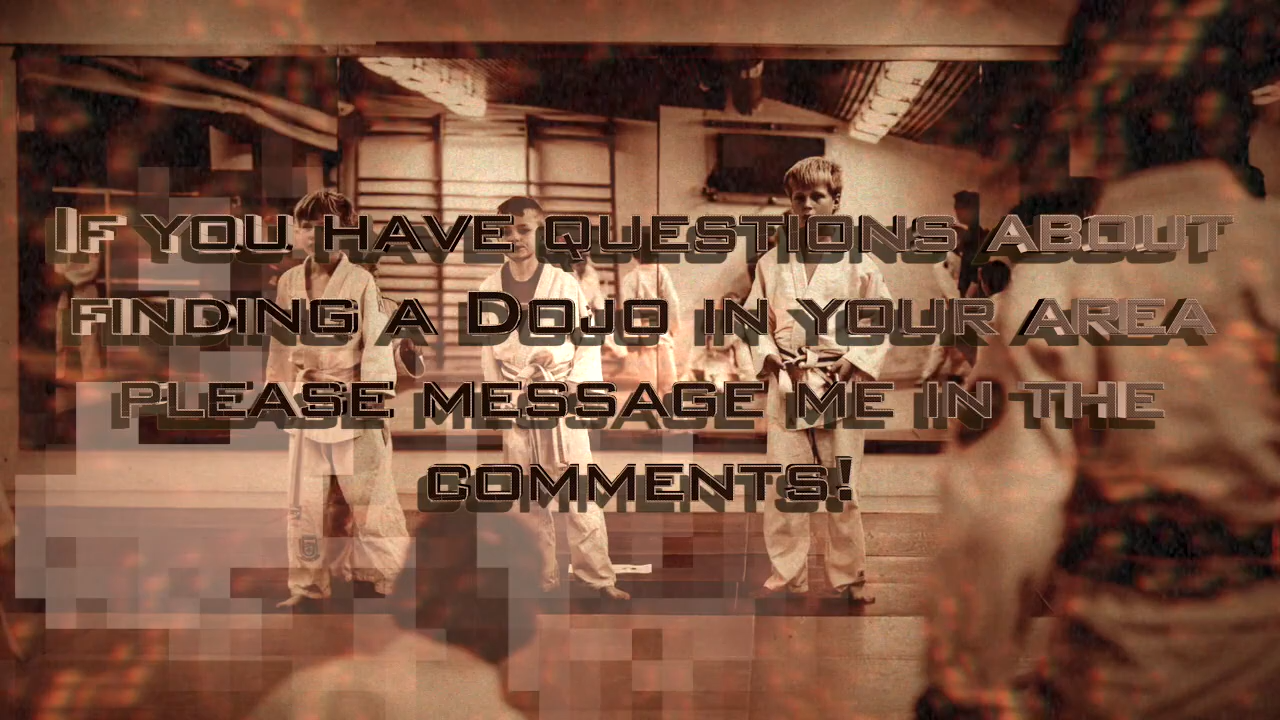 If you have questions about
finding a Dojo in your area
please message me in the
comments!